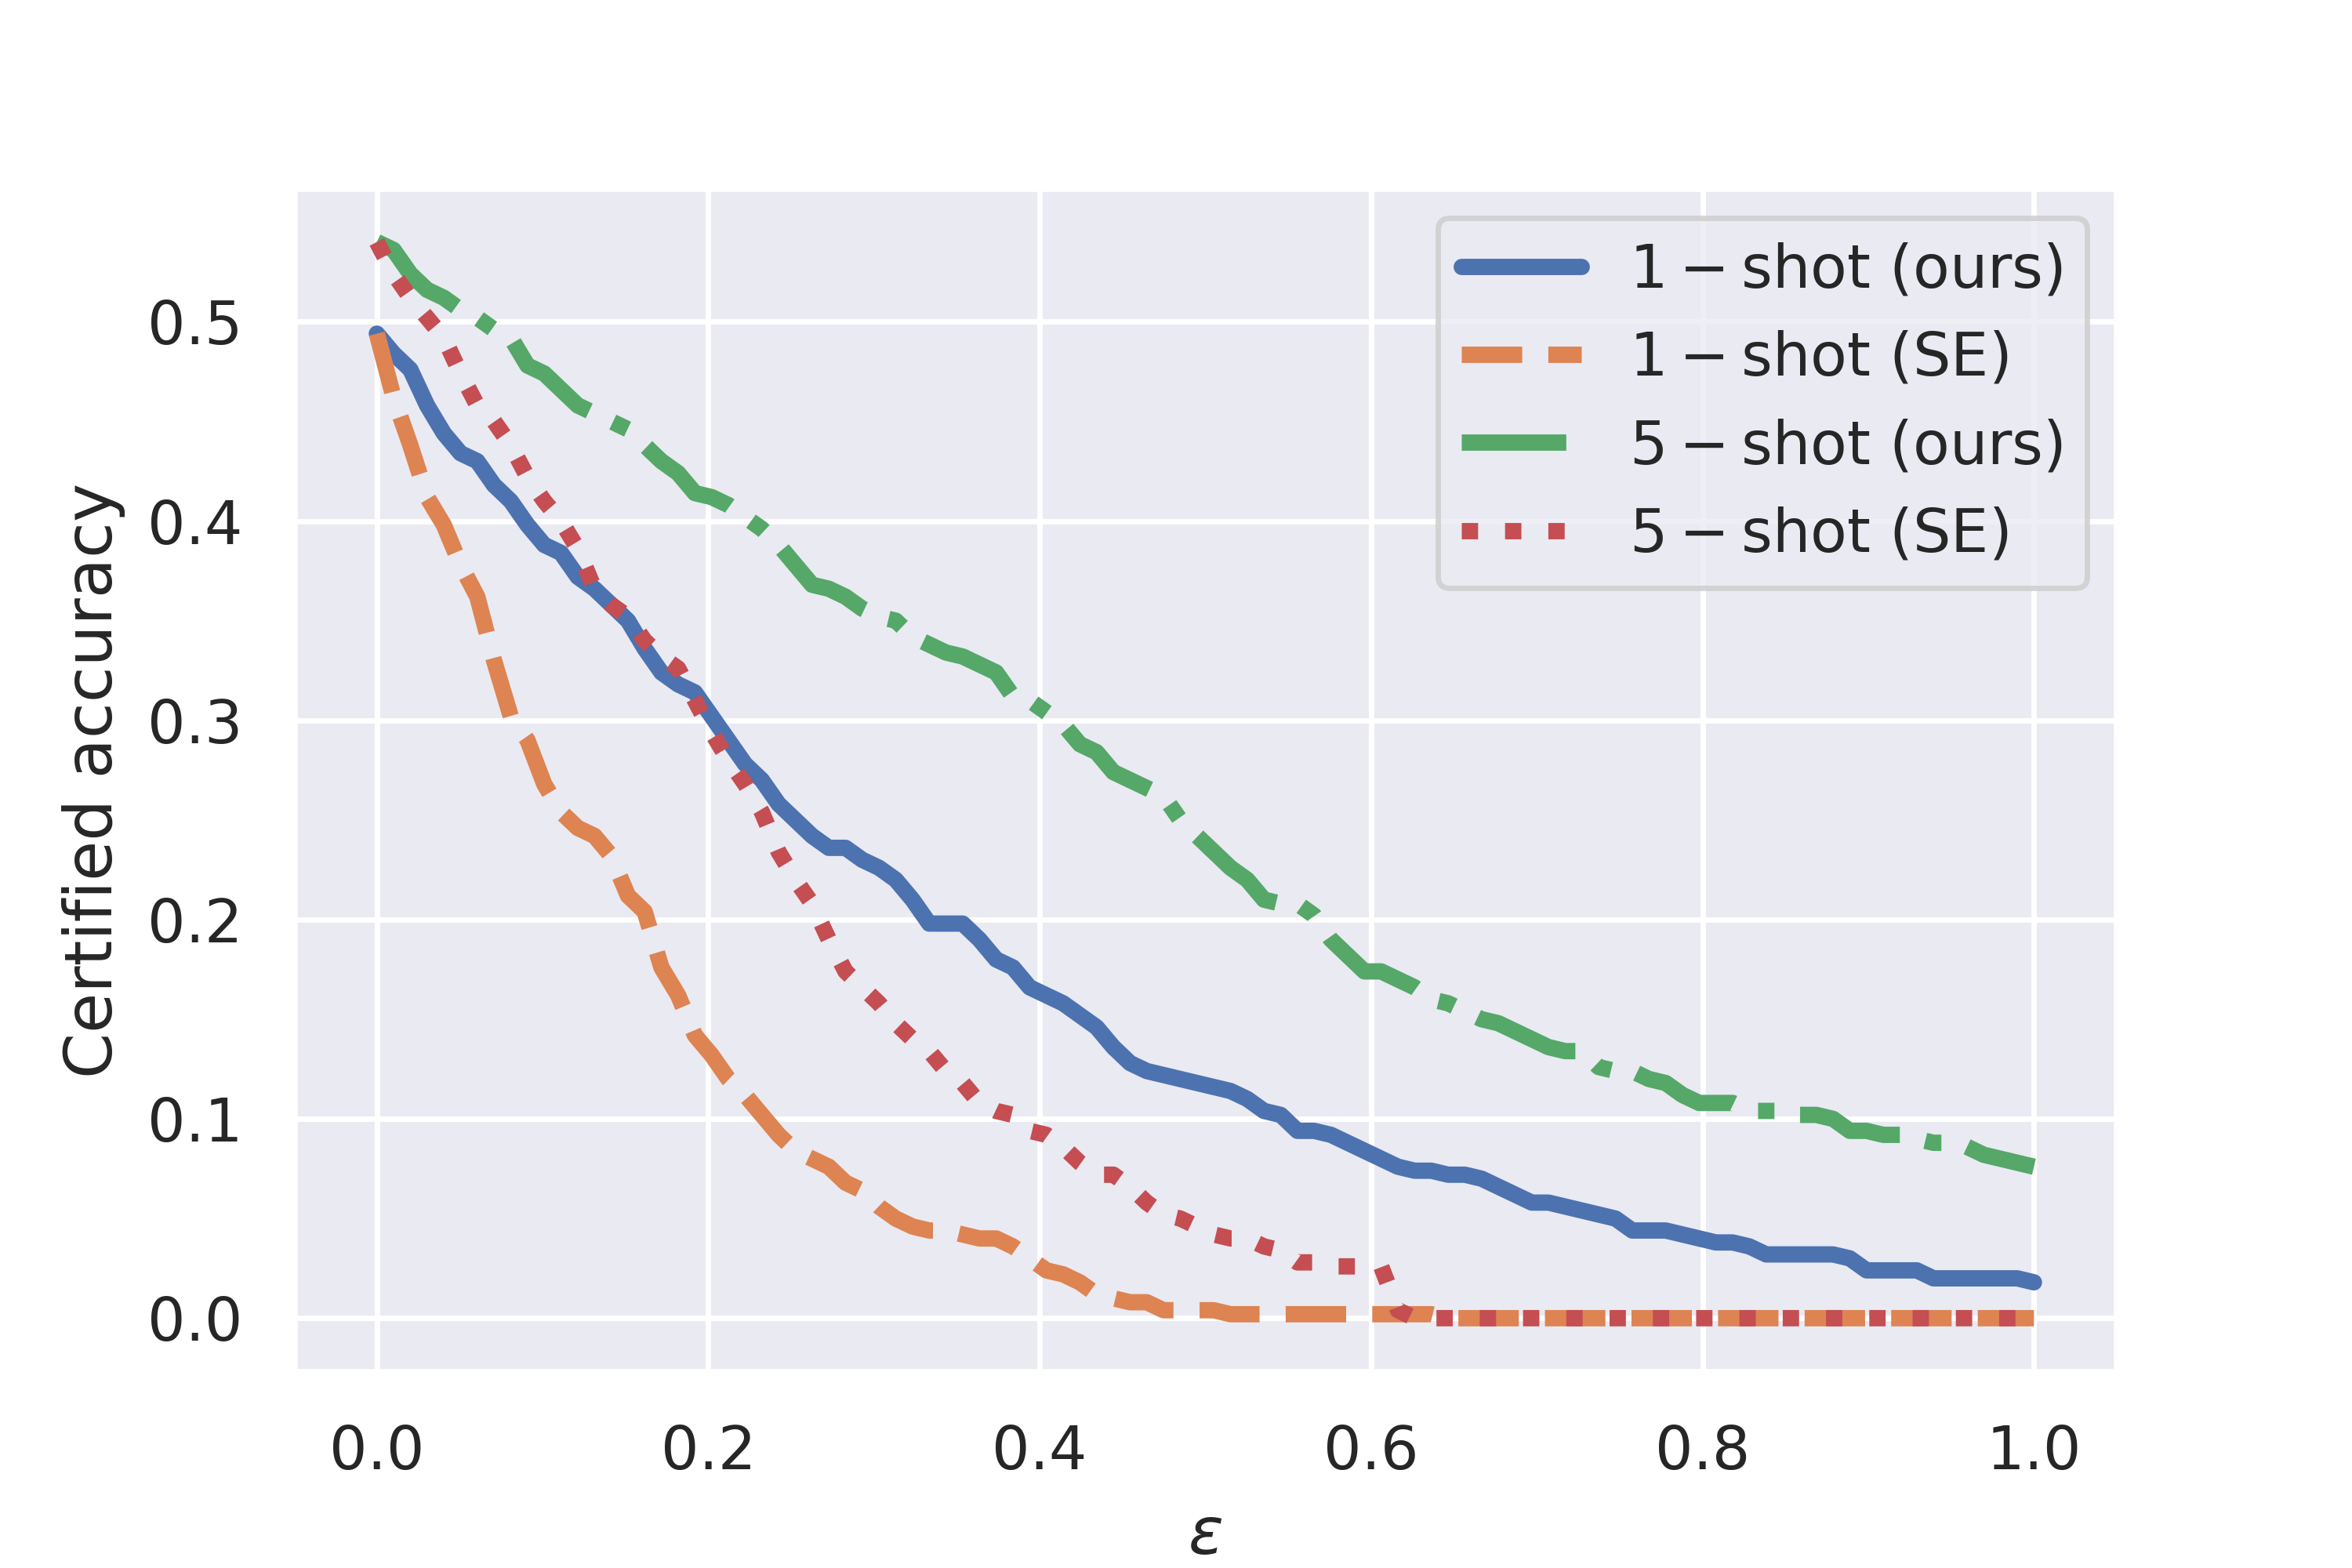 1 − shot (ours)
1 − shot (SE)
5 − shot (ours)
5 − shot (SE)
Certified accuracy
0.5
0.4
0.3
0.2
0.1
0.0
0.0 0.2 0.4 0.6 0.8 1.0
ε